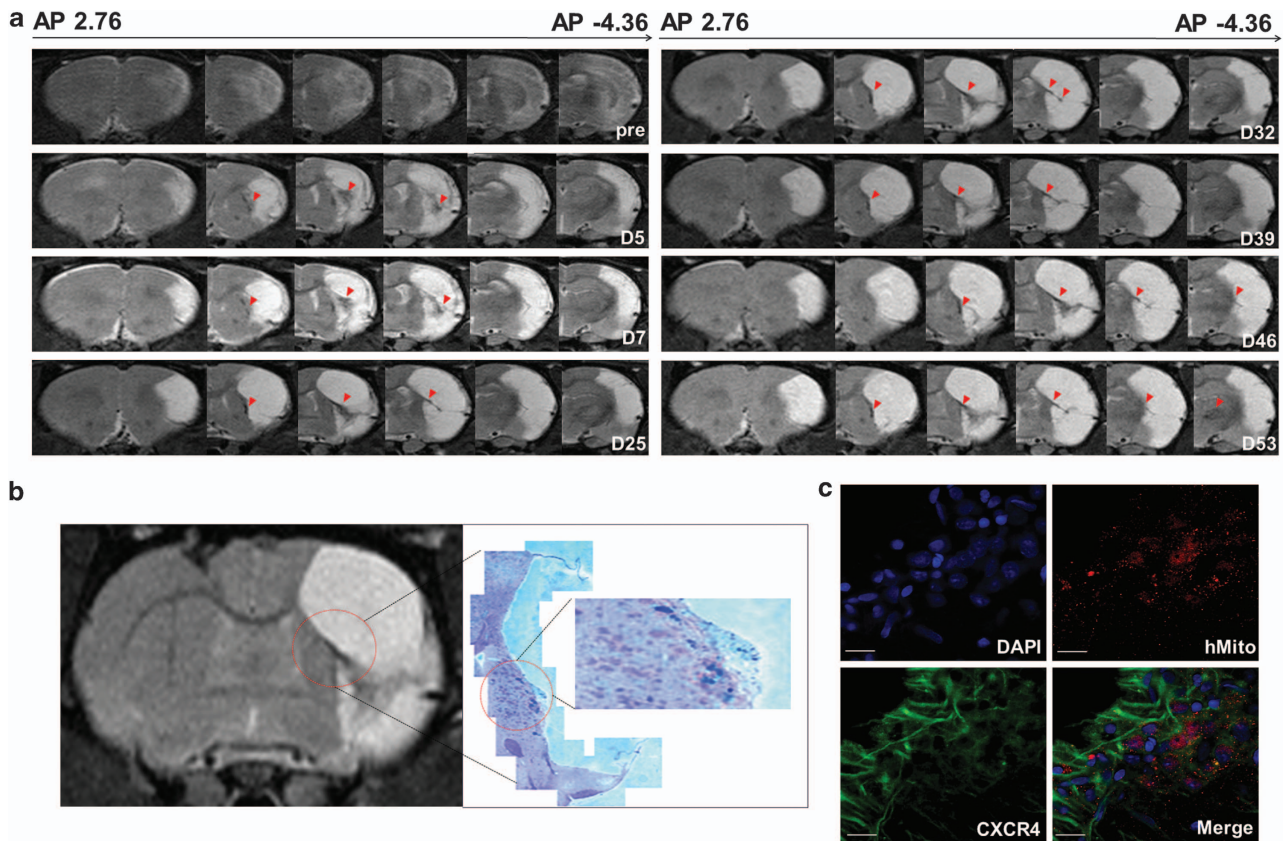 a
AP 2.76 AP -4.36
AP 2.76 AP -4.36
pre
D5
D7
D25
D32
D39
D46
D53
b
c
DAPI
hMito
CXCR4
Merge